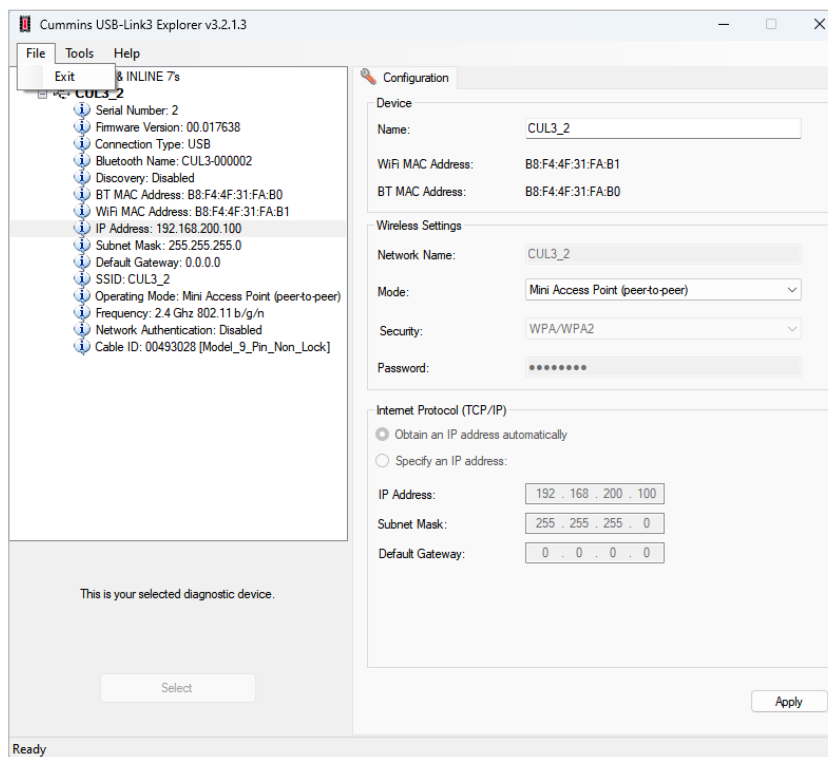 Cummins USB-Link3 Explorer v3.2.1.3
File Tools Help
Exit
& INLINE 7's
CUL3_2
Serial Number: 2
Firmware Version: 00.017638
Connection Type: USB
Bluetooth Name: CUL3-000002
Discovery: Disabled
BT MAC Address: B8:F4:4F:31:FA:B0
WiFi MAC Address: B8:F4:4F:31:FA:B1
IP Address: 192.168.200.100
Subnet Mask: 255.255.255.0
Default Gateway: 0.0.0.0
SSID: CUL3_2
Operating Mode: Mini Access Point (peer-to-peer)
Frequency: 2.4 Ghz 802.11 b/g/n
Network Authentication: Disabled
Cable ID: 00493028 [Model_9_Pin_Non_Lock]
This is your selected diagnostic device.
Select
Configuration
Device
Name: CUL3_2
WiFi MAC Address: B8:F4:4F:31:FA:B1
BT MAC Address: B8:F4:4F:31:FA:B0
Wireless Settings
Network Name: CUL3_2
Mode: Mini Access Point (peer-to-peer)
Security: WPA/WPA2
Password: ●●●●●●●●
Internet Protocol (TCP/IP)
Obtain an IP address automatically
Specify an IP address:
IP Address: 192 . 168 . 200 . 100
Subnet Mask: 255 . 255 . 255 . 0
Default Gateway: 0 . 0 . 0 . 0
Apply
Ready